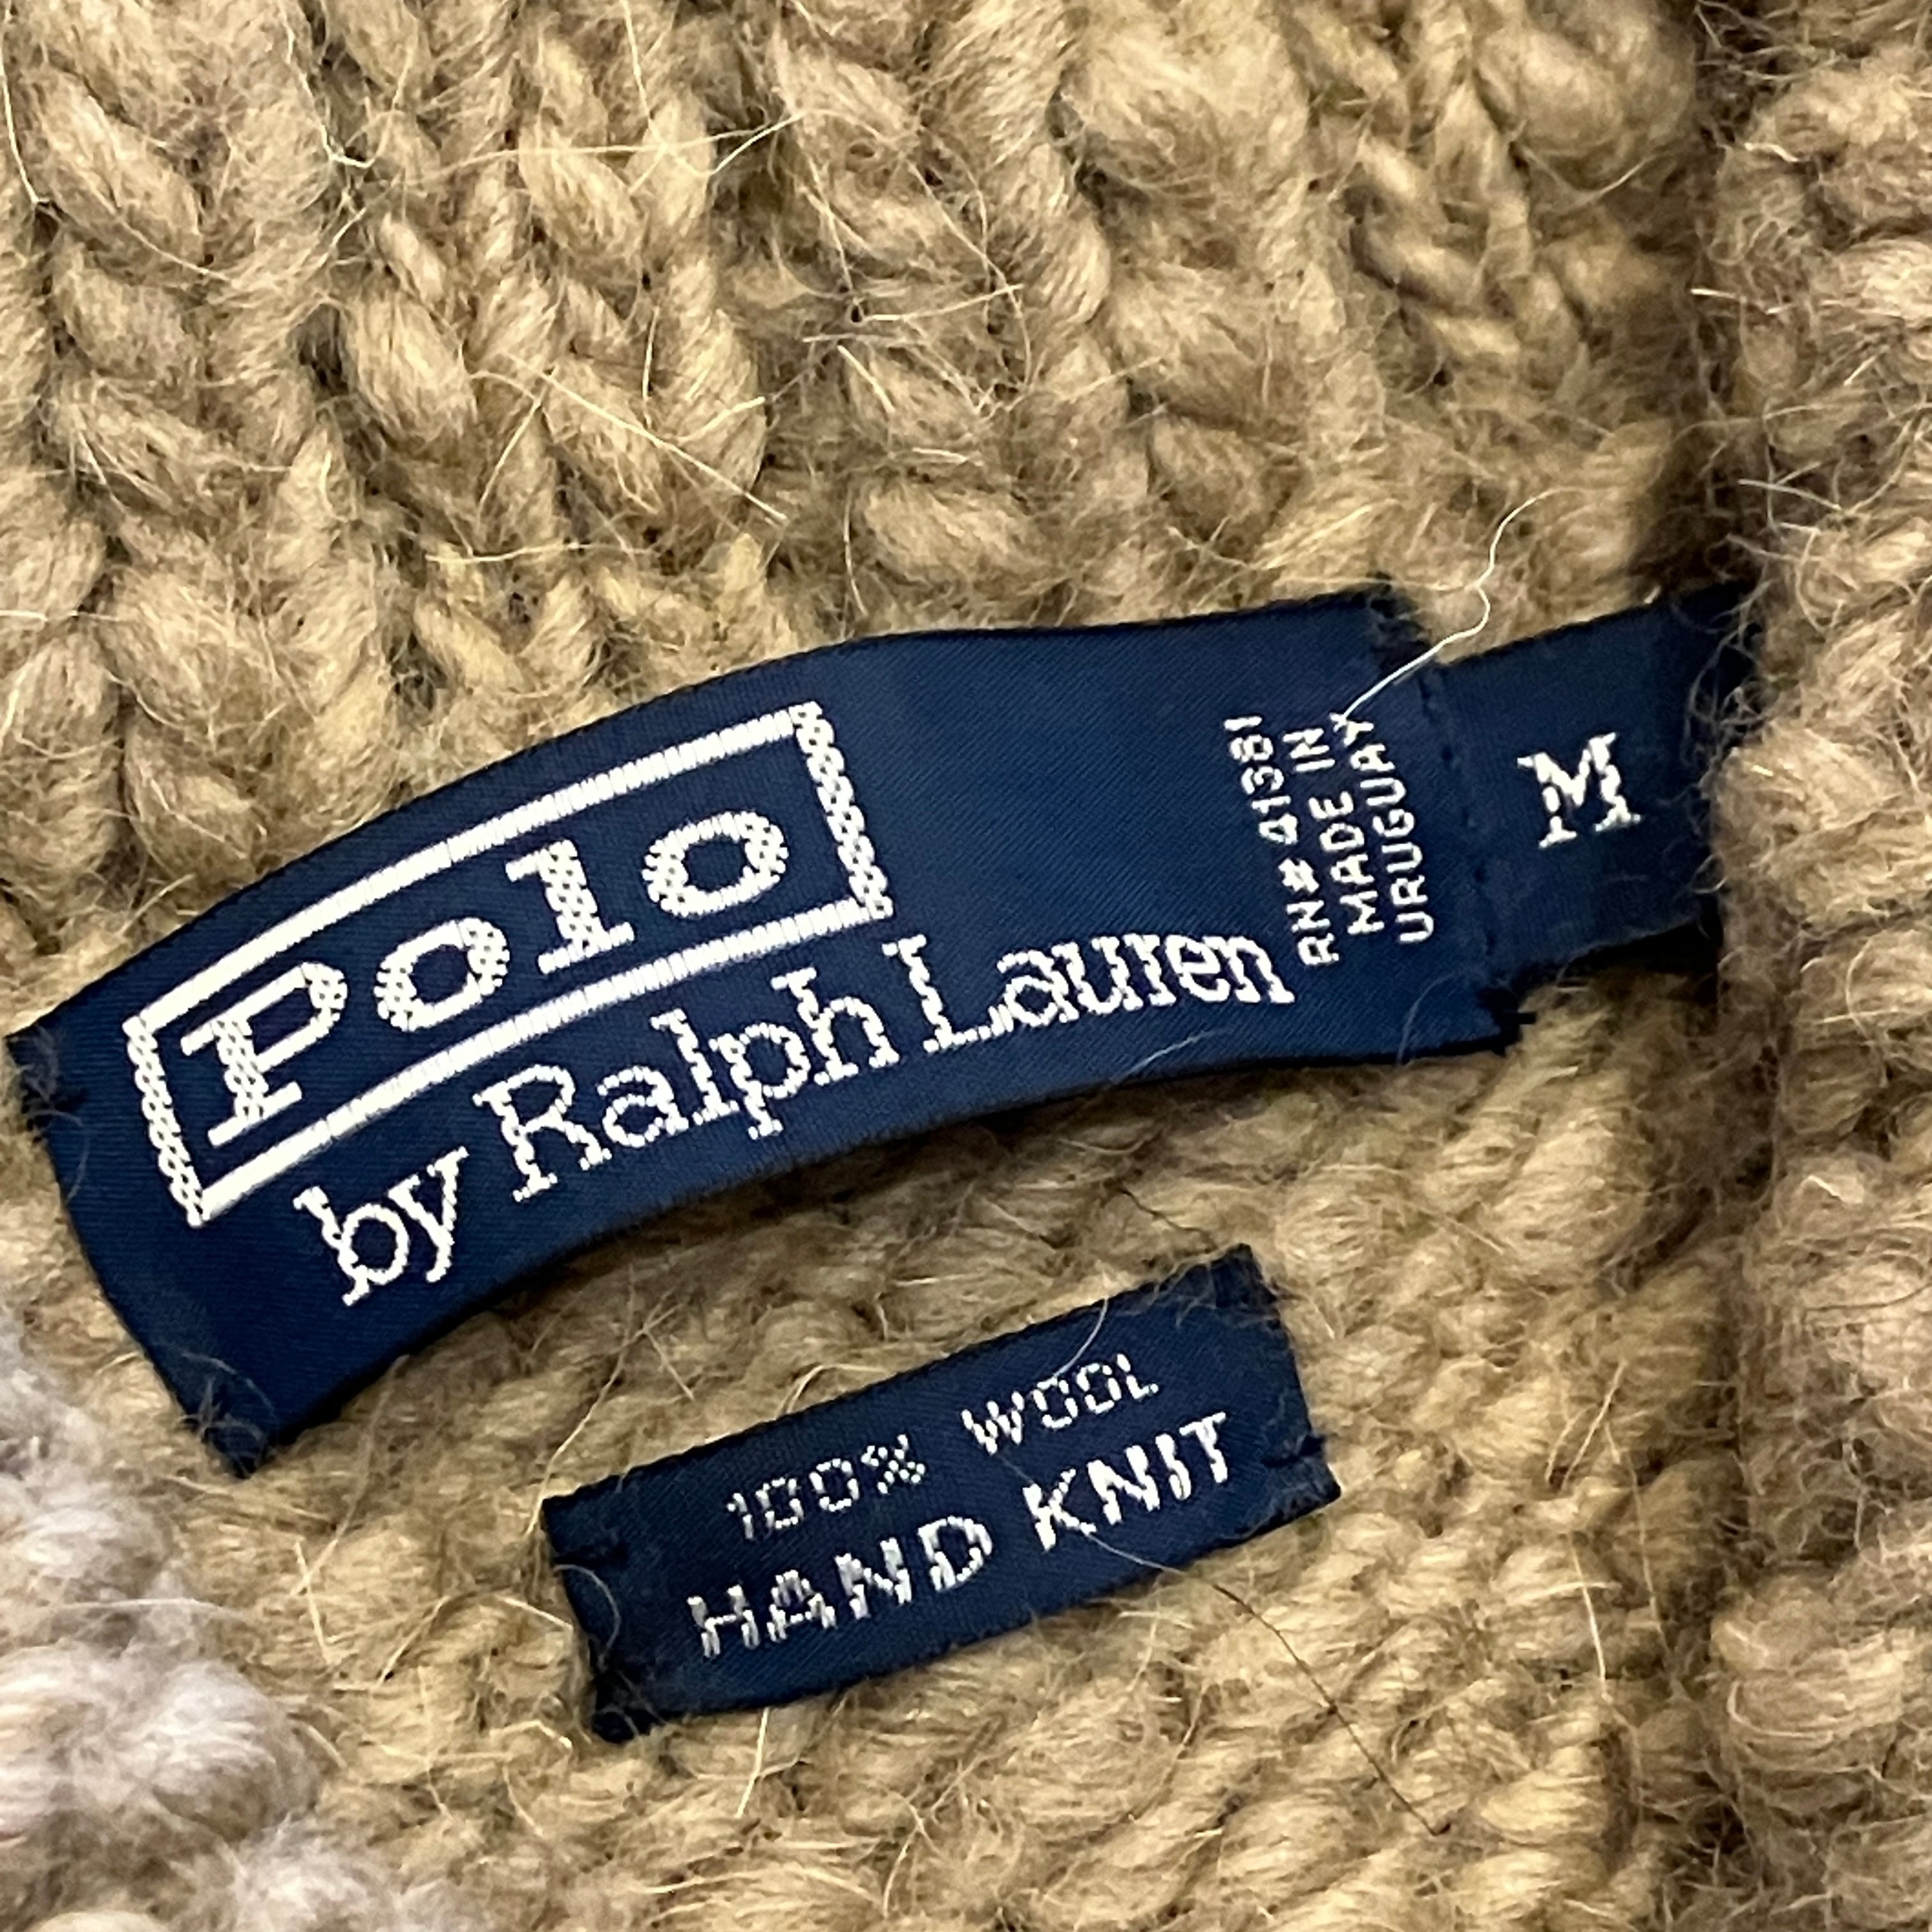 Polo
by Ralph Lauren
RN# 41381
MADE IN
URUGUAY
M
100% WOOL
HAND KNIT